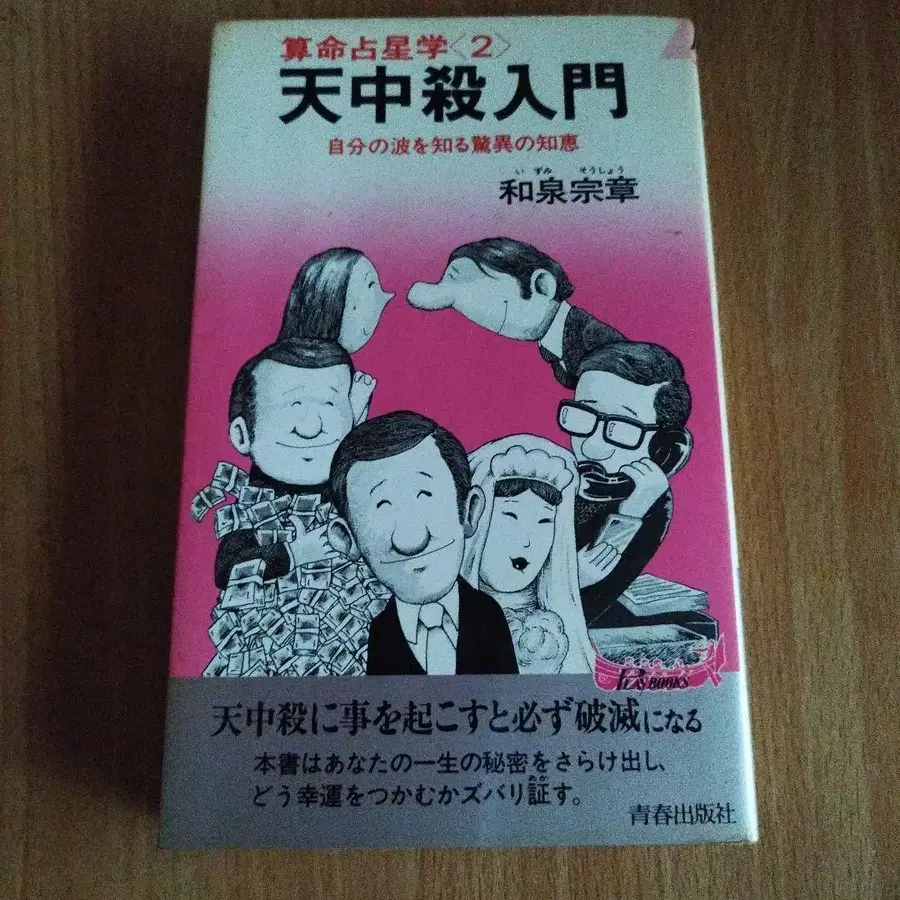 算命占星学〈2〉
天中殺入門
自分の波を知る驚異の知恵
いずみ そうしょう
和泉宗章
PLAY BOOKS
天中殺に事を起こすと必ず破滅になる
本書はあなたの一生の秘密をさらけ出し、
あか
どう幸運をつかむかズバリ証す。
青春出版社